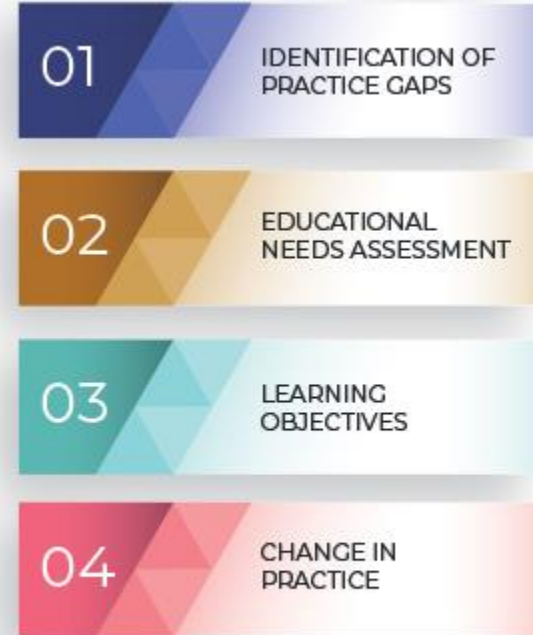 01
IDENTIFICATION OF
PRACTICE GAPS
02
EDUCATIONAL
NEEDS ASSESSMENT
03
LEARNING
OBJECTIVES
04
CHANGE IN
PRACTICE